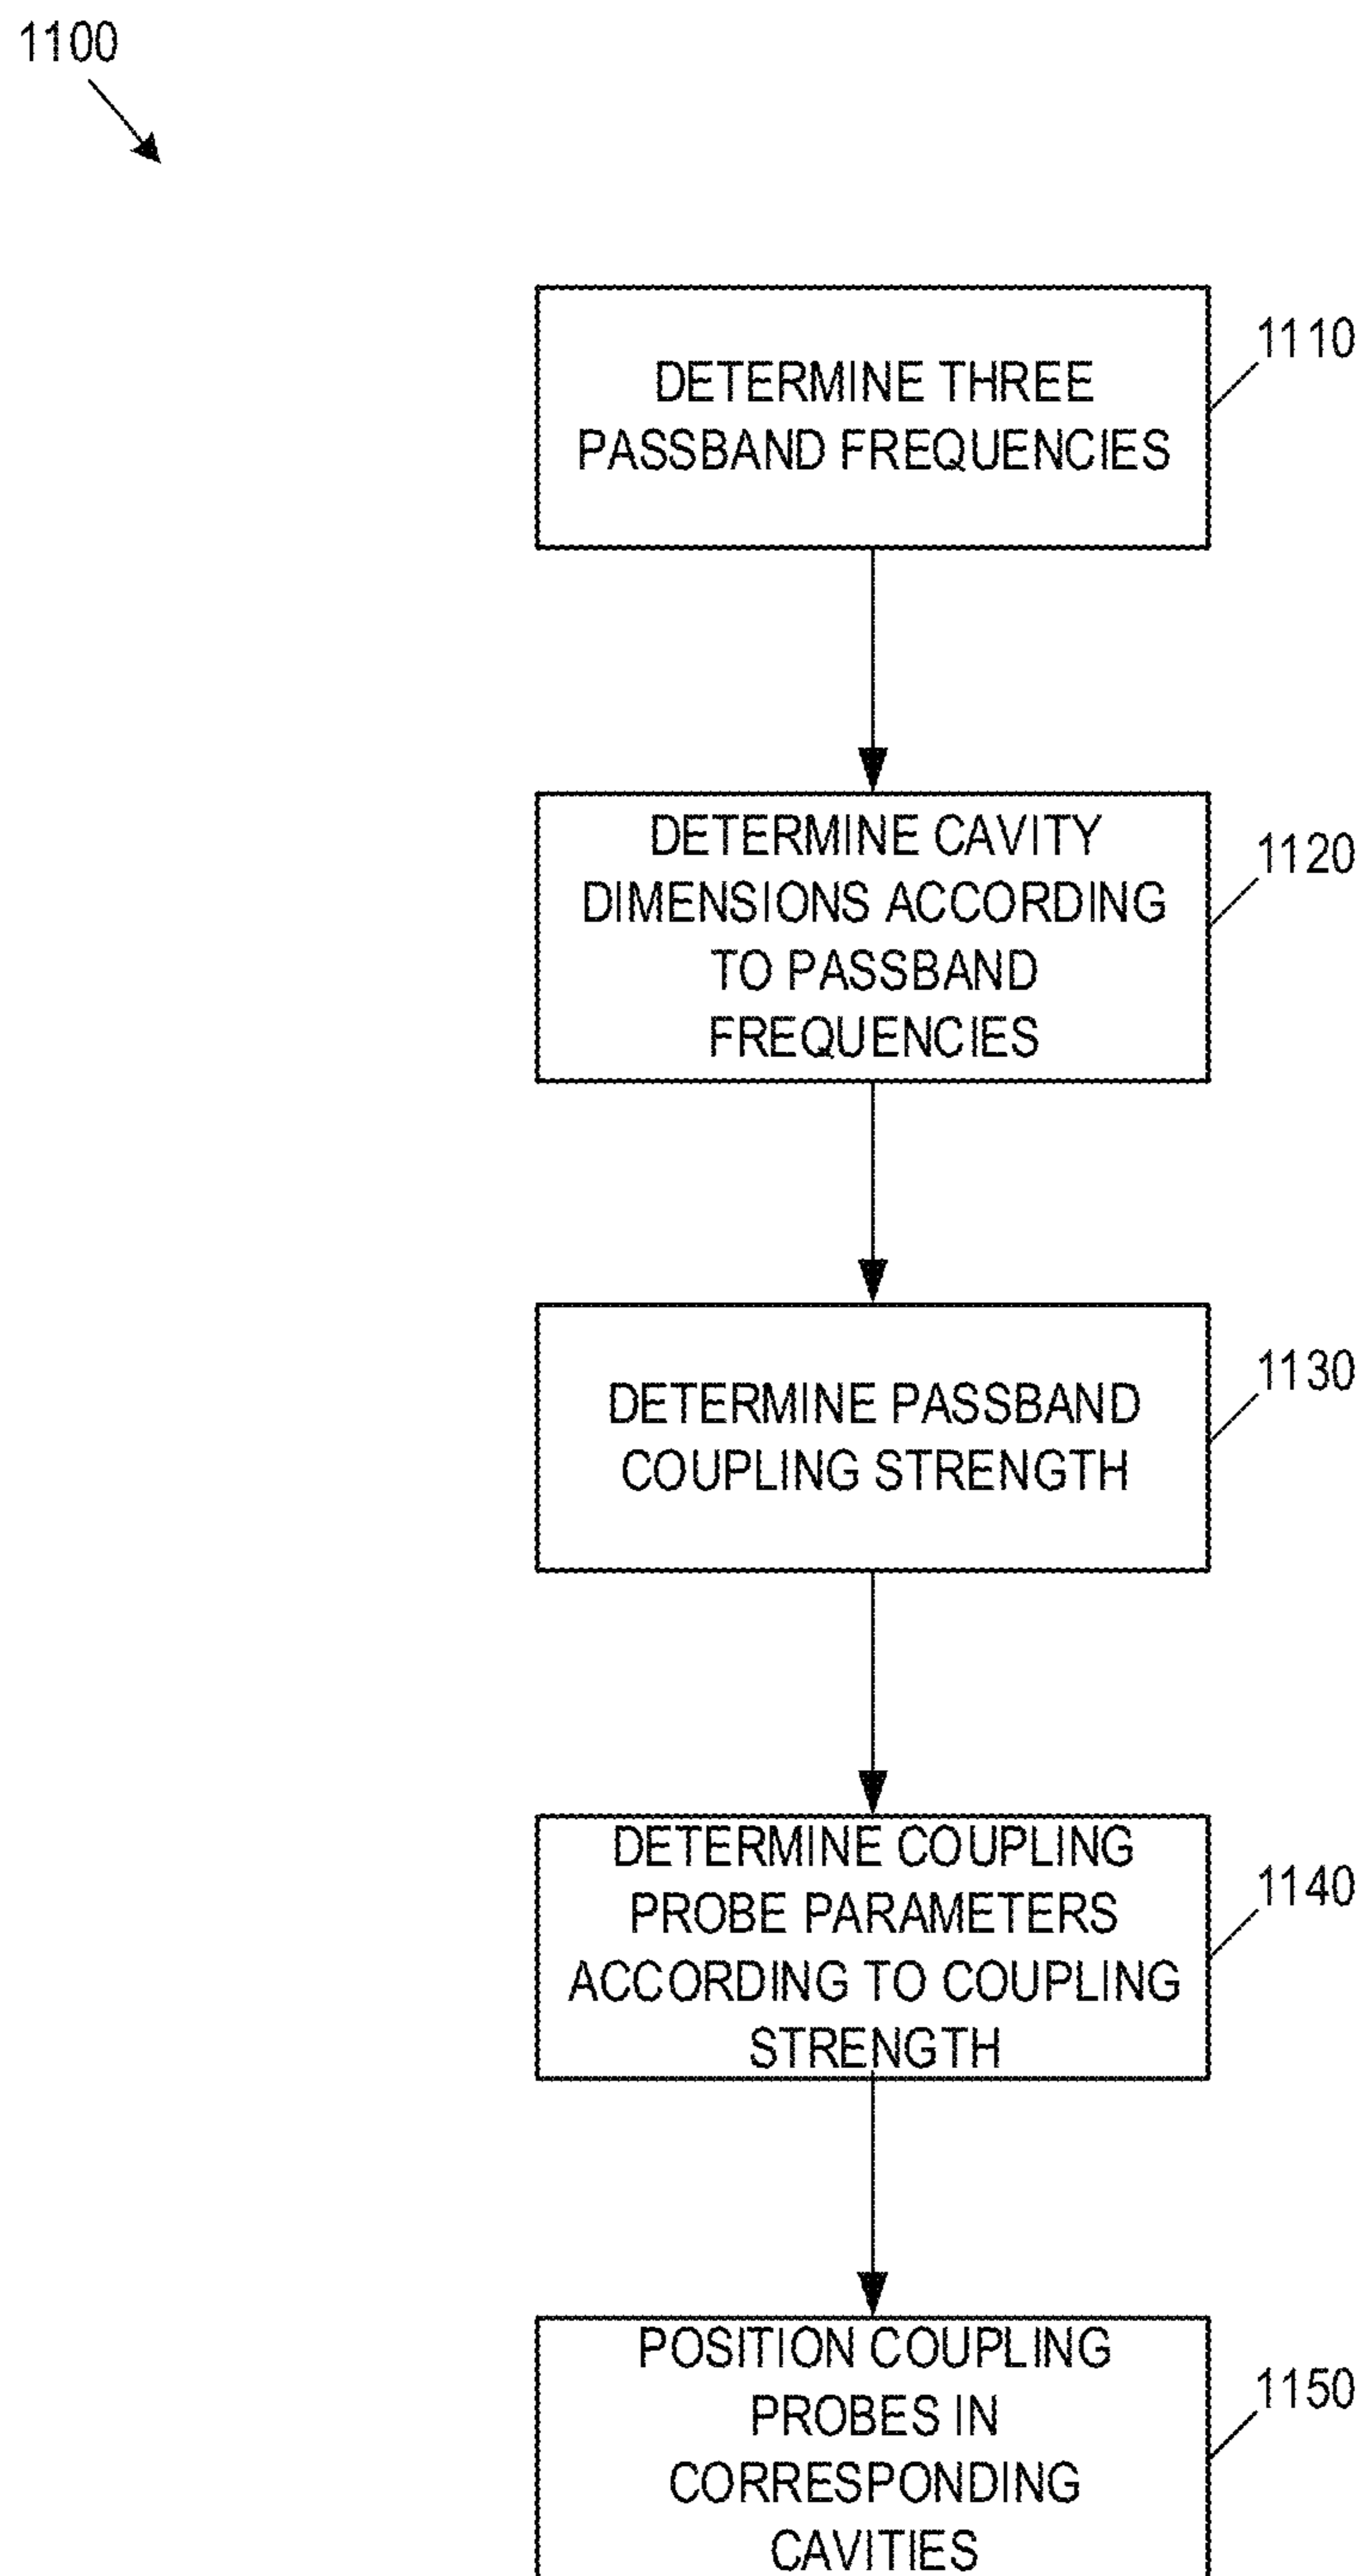 1100
DETERMINE THREE
PASSBAND FREQUENCIES
1110
DETERMINE CAVITY
DIMENSIONS ACCORDING
TO PASSBAND
FREQUENCIES
1120
DETERMINE PASSBAND
COUPLING STRENGTH
1130
DETERMINE COUPLING
PROBE PARAMETERS
ACCORDING TO COUPLING
STRENGTH
1140
POSITION COUPLING
PROBES IN
CORRESPONDING
CAVITIES
1150